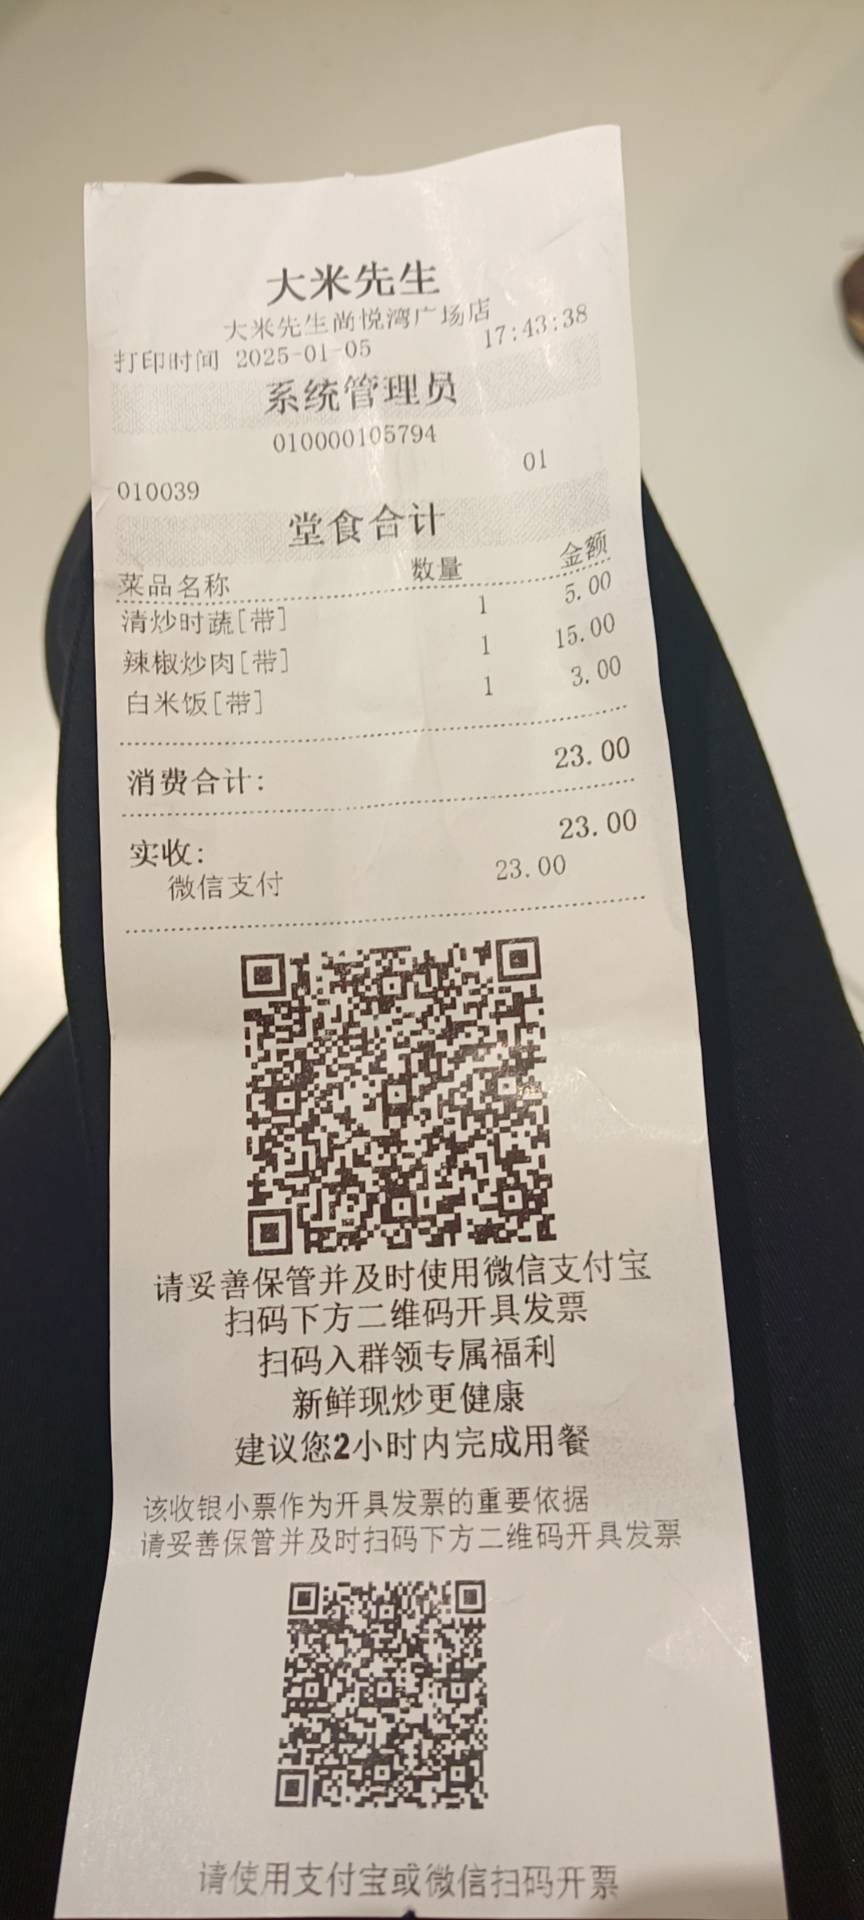 大米先生
大米先生尚悦湾广场店
打印时间 2025-01-05 17:43:38
系统管理员
010000105794
010039 01
堂食合计
菜品名称 数量 金额
清炒时蔬[带] 1 5.00
辣椒炒肉[带] 1 15.00
白米饭[带] 1 3.00
消费合计: 23.00
实收: 23.00
微信支付 23.00
请妥善保管并及时使用微信支付宝
扫码下方二维码开具发票
扫码入群领专属福利
新鲜现炒更健康
建议您2小时内完成用餐
该收银小票作为开具发票的重要依据
请妥善保管并及时扫码下方二维码开具发票
请使用支付宝或微信扫码开票